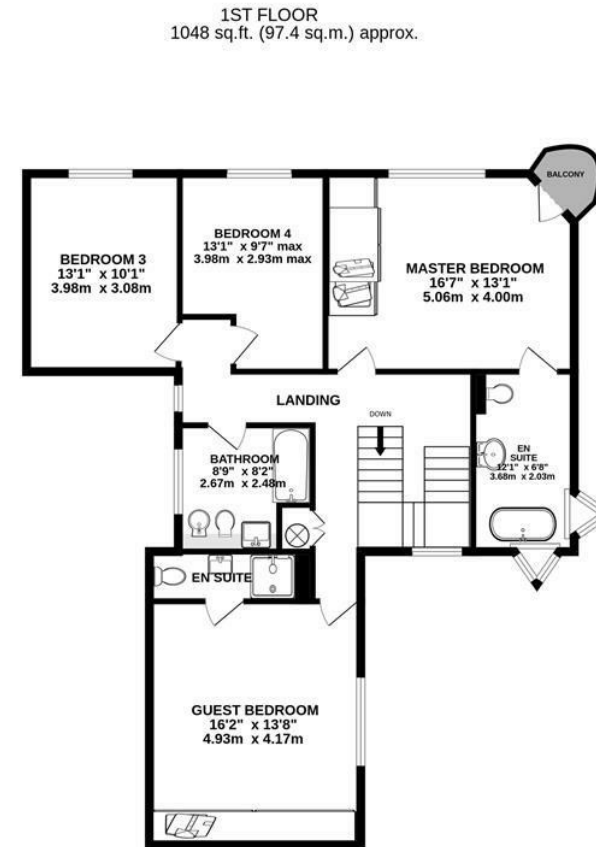 1ST FLOOR
1048 sq.ft. (97.4 sq.m.) approx.
BALCONY
BEDROOM 3
13'1" x 10'1"
3.98m x 3.08m
BEDROOM 4
13'1" x 9'7" max
3.98m x 2.93m max
MASTER BEDROOM
16'7" x 13'1"
5.06m x 4.00m
LANDING
DOWN
BATHROOM
8'9" x 8'2"
2.67m x 2.48m
EN
SUITE
12'1" x 6'8"
3.68m x 2.03m
EN SUITE
GUEST BEDROOM
16'2" x 13'8"
4.93m x 4.17m